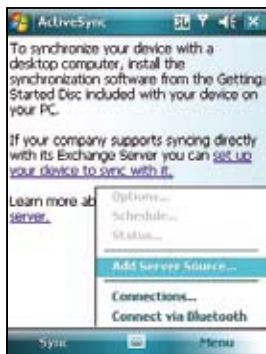 ActiveSync
To synchronize your device with a
desktop computer, install the
synchronization software from the Getting
Started Disc included with your device on
your PC.
If your company supports syncing directly
with its Exchange Server you can set up
your device to sync with it.
Learn more ab
server.
Options...
Schedule...
Status...
Add Server Source...
Connections...
Connect via Bluetooth
Sync
Menu